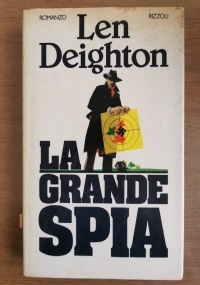 ROMANZO RIZZOLI
Len
Deighton
LA
GRANDE
SPIA